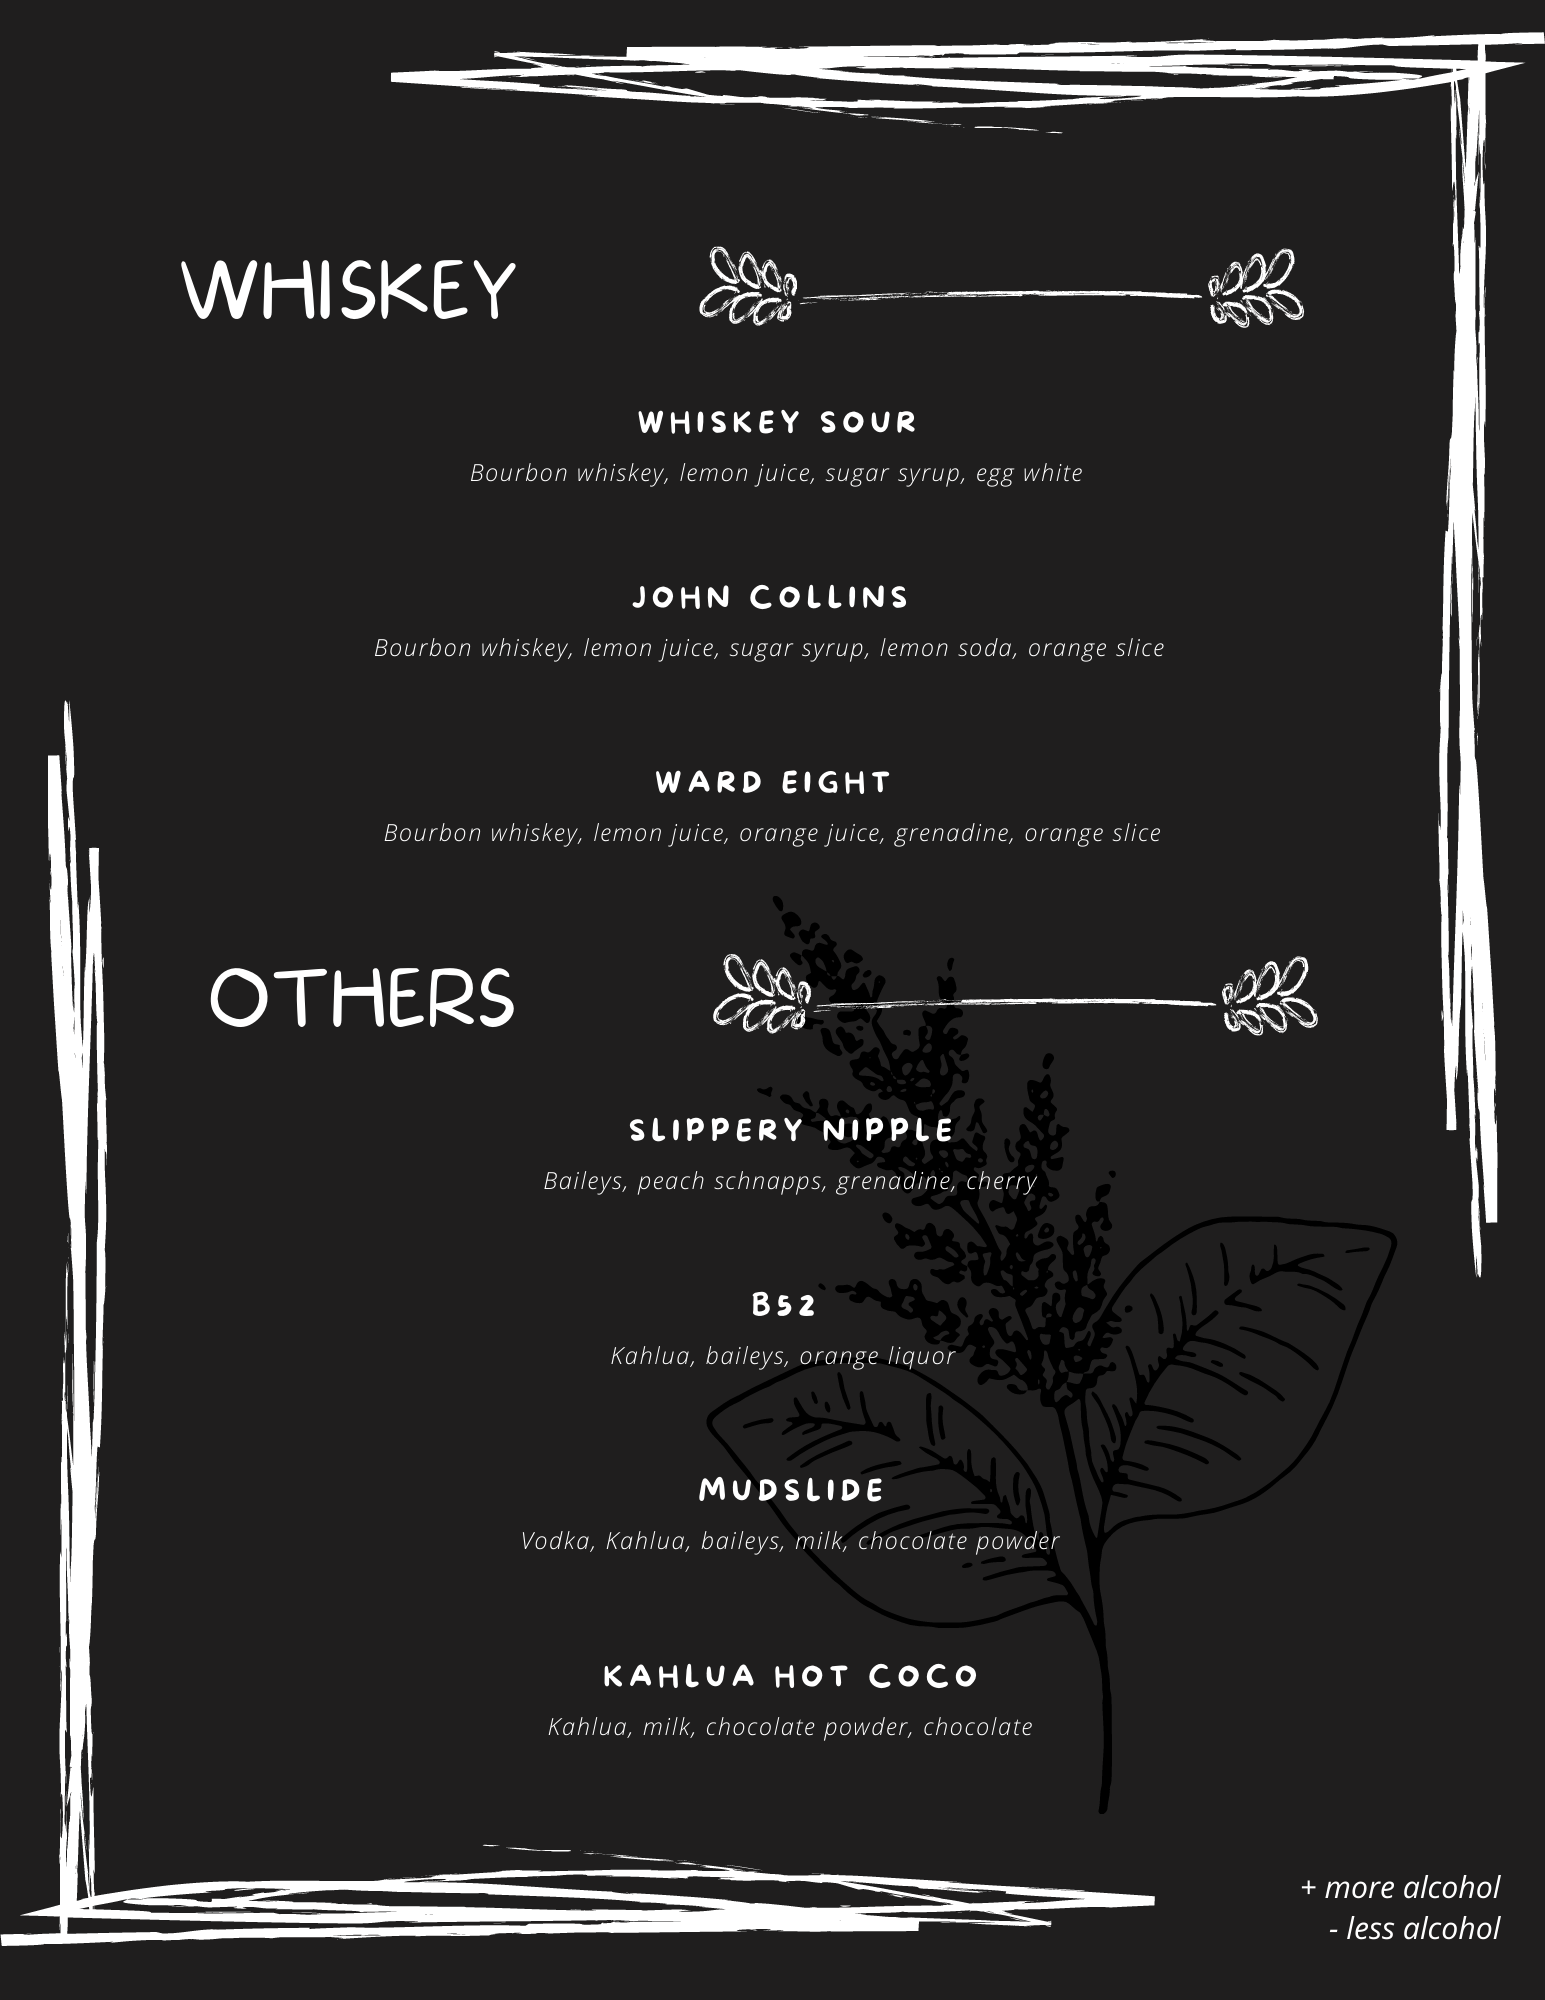 WHISKEY
WHISKEY SOUR
Bourbon whiskey, lemon juice, sugar syrup, egg white
JOHN COLLINS
Bourbon whiskey, lemon juice, sugar syrup, lemon soda, orange slice
WARD EIGHT
Bourbon whiskey, lemon juice, orange juice, grenadine, orange slice
OTHERS
SLIPPERY NIPPLE
Baileys, peach schnapps, grenadine, cherry
B52
Kahlua, baileys, orange liquor
MUDSLIDE
Vodka, Kahlua, baileys, milk, chocolate powder
KAHLUA HOT COCO
Kahlua, milk, chocolate powder, chocolate
+ more alcohol
- less alcohol